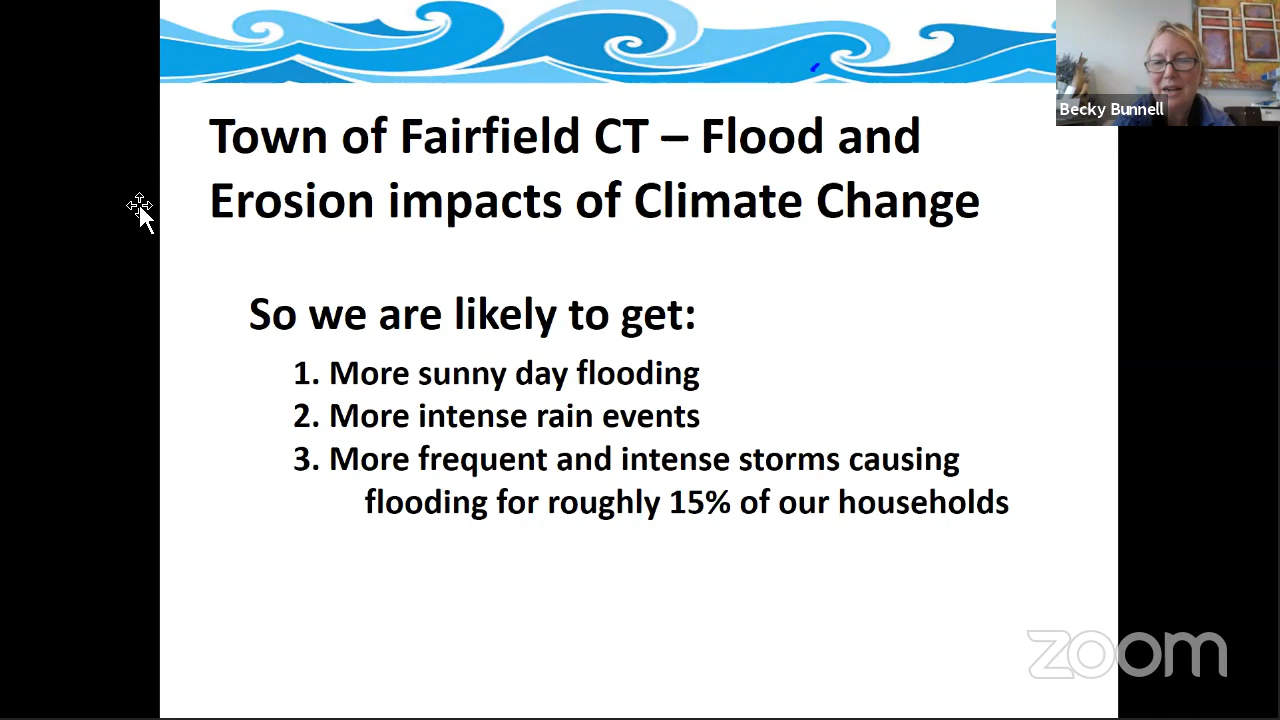 Becky Bunnell
Town of Fairfield CT – Flood and
Erosion impacts of Climate Change
So we are likely to get:
1. More sunny day flooding
2. More intense rain events
3. More frequent and intense storms causing
flooding for roughly 15% of our households
zoom